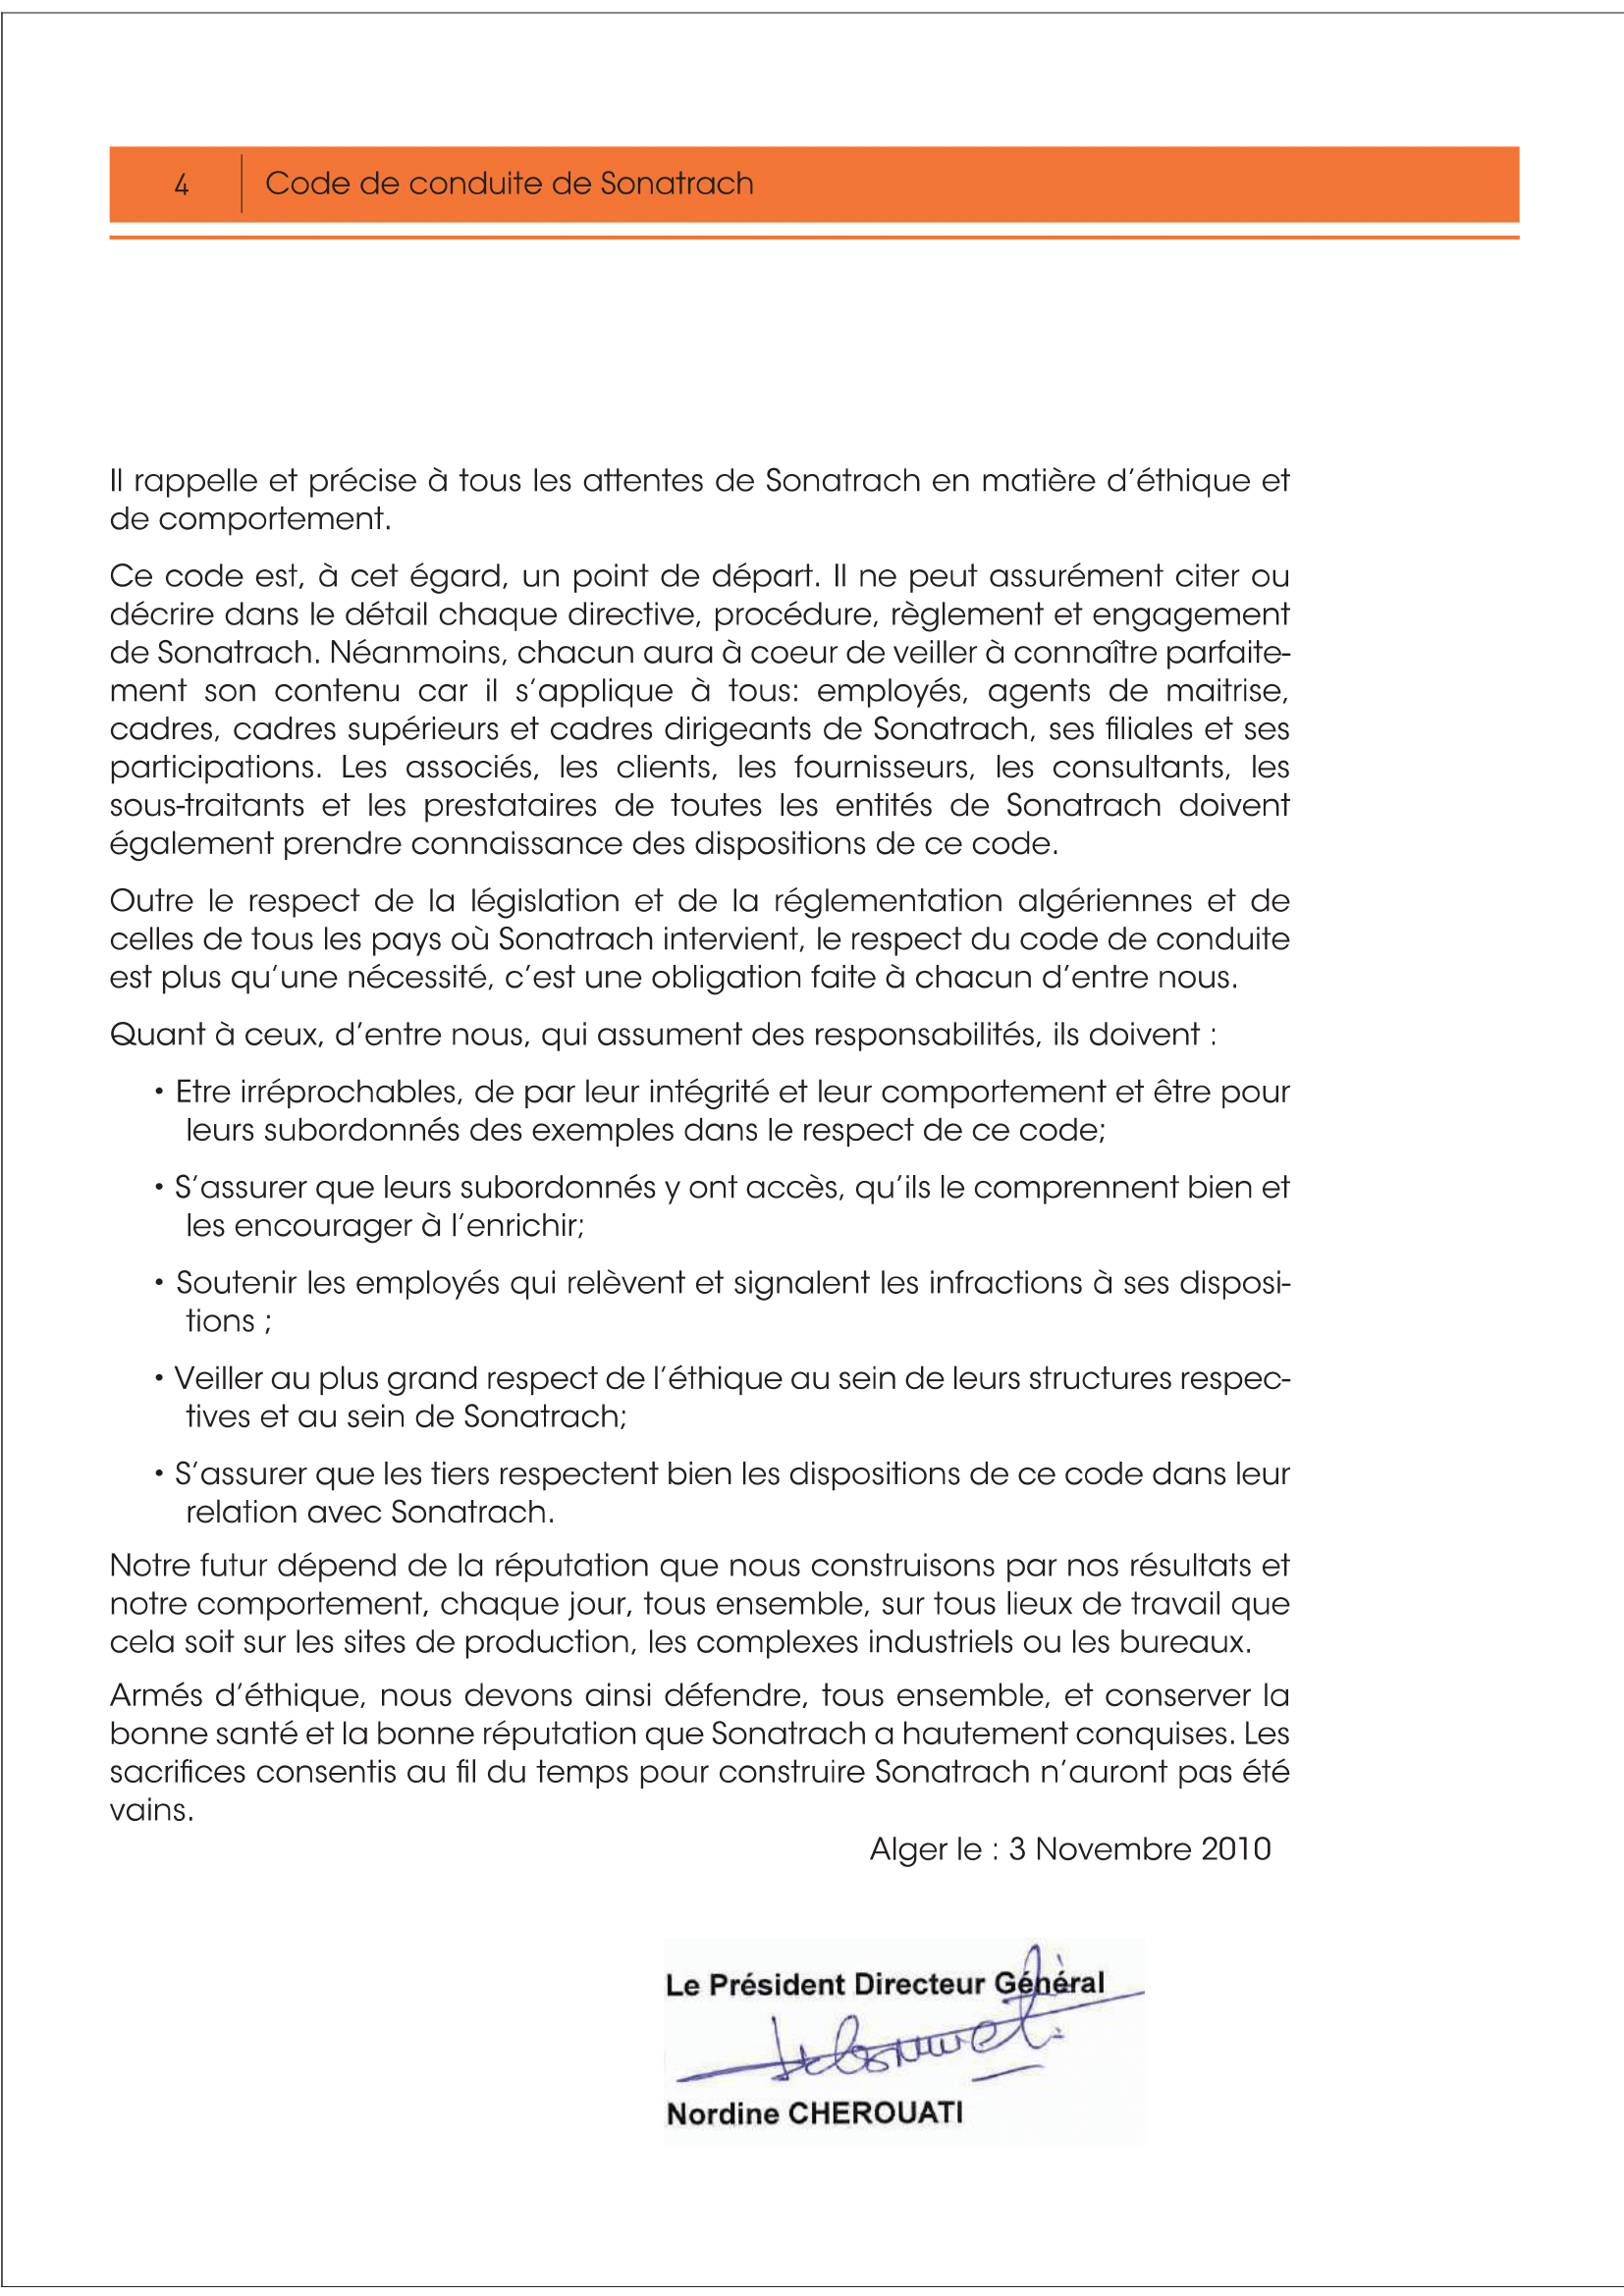 4 Code de conduite de Sonatrach
Il rappelle et précise à tous les attentes de Sonatrach en matière d'éthique et
de comportement.
Ce code est, à cet égard, un point de départ. Il ne peut assurément citer ou
décrire dans le détail chaque directive, procédure, règlement et engagement
de Sonatrach. Néanmoins, chacun aura à coeur de veiller à connaître parfaite-
ment son contenu car il s'applique à tous: employés, agents de maitrise,
cadres, cadres supérieurs et cadres dirigeants de Sonatrach, ses filiales et ses
participations. Les associés, les clients, les fournisseurs, les consultants, les
sous-traitants et les prestataires de toutes les entités de Sonatrach doivent
également prendre connaissance des dispositions de ce code.
Outre le respect de la législation et de la réglementation algériennes et de
celles de tous les pays où Sonatrach intervient, le respect du code de conduite
est plus qu'une nécessité, c'est une obligation faite à chacun d'entre nous.
Quant à ceux, d'entre nous, qui assument des responsabilités, ils doivent :
• Etre irréprochables, de par leur intégrité et leur comportement et être pour
leurs subordonnés des exemples dans le respect de ce code;
• S'assurer que leurs subordonnés y ont accès, qu'ils le comprennent bien et
les encourager à l'enrichir;
• Soutenir les employés qui relèvent et signalent les infractions à ses disposi-
tions ;
• Veiller au plus grand respect de l'éthique au sein de leurs structures respec-
tives et au sein de Sonatrach;
• S'assurer que les tiers respectent bien les dispositions de ce code dans leur
relation avec Sonatrach.
Notre futur dépend de la réputation que nous construisons par nos résultats et
notre comportement, chaque jour, tous ensemble, sur tous lieux de travail que
cela soit sur les sites de production, les complexes industriels ou les bureaux.
Armés d'éthique, nous devons ainsi défendre, tous ensemble, et conserver la
bonne santé et la bonne réputation que Sonatrach a hautement conquises. Les
sacrifices consentis au fil du temps pour construire Sonatrach n'auront pas été
vains.
Alger le : 3 Novembre 2010
Le Président Directeur Général
Nordine CHEROUATI